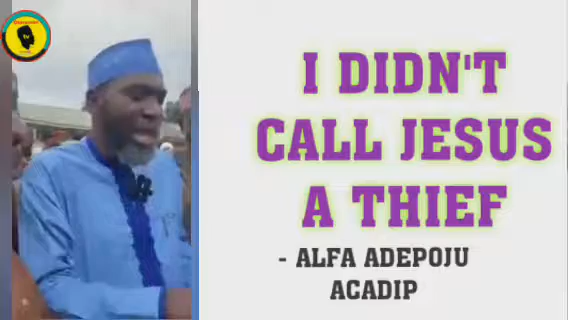 I DIDN'T
CALL JESUS
A THIEF
- ALFA ADEPOJU
ACADIP